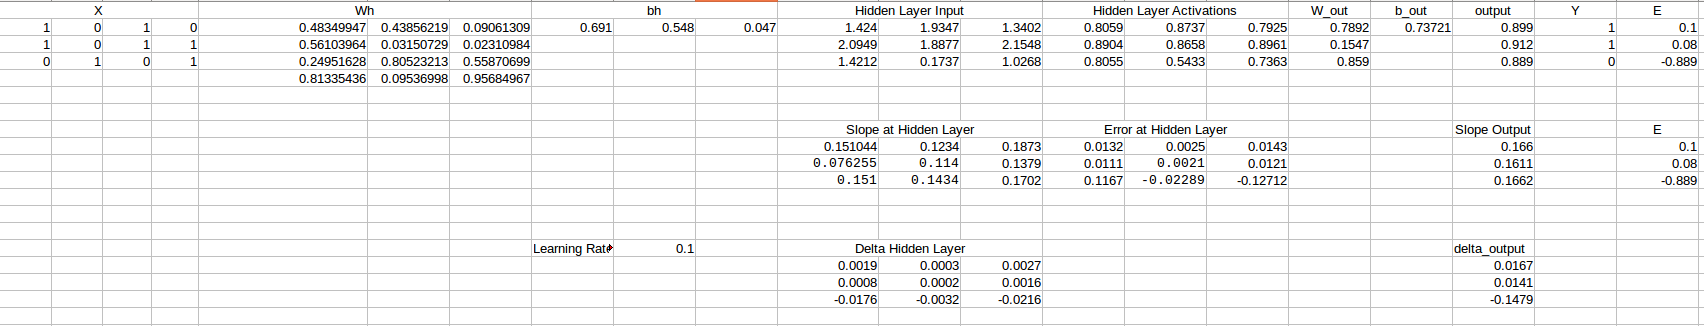 X Wh bh Hidden Layer Input Hidden Layer Activations W_out b_out output Y E
1 0 1 0 0.48349947 0.43856219 0.09061309 0.691 0.548 0.047 1.424 1.9347 1.3402 0.8059 0.8737 0.7925 0.7892 0.73721 0.899 1 0.1
1 0 1 1 0.56103964 0.03150729 0.02310984 2.0949 1.8877 2.1548 0.8904 0.8658 0.8961 0.1547 0.912 1 0.08
0 1 0 1 0.24951628 0.80523213 0.55870699 1.4212 0.1737 1.0268 0.8055 0.5433 0.7363 0.859 0.889 0 -0.889
0.81335436 0.09536998 0.95684967
Slope at Hidden Layer Error at Hidden Layer Slope Output E
0.151044 0.1234 0.1873 0.0132 0.0025 0.0143 0.166 0.1
0.076255 0.114 0.1379 0.0111 0.0021 0.0121 0.1611 0.08
0.151 0.1434 0.1702 0.1167 -0.02289 -0.12712 0.1662 -0.889
Learning Rate 0.1 Delta Hidden Layer delta_output
0.0019 0.0003 0.0027 0.0167
0.0008 0.0002 0.0016 0.0141
-0.0176 -0.0032 -0.0216 -0.1479